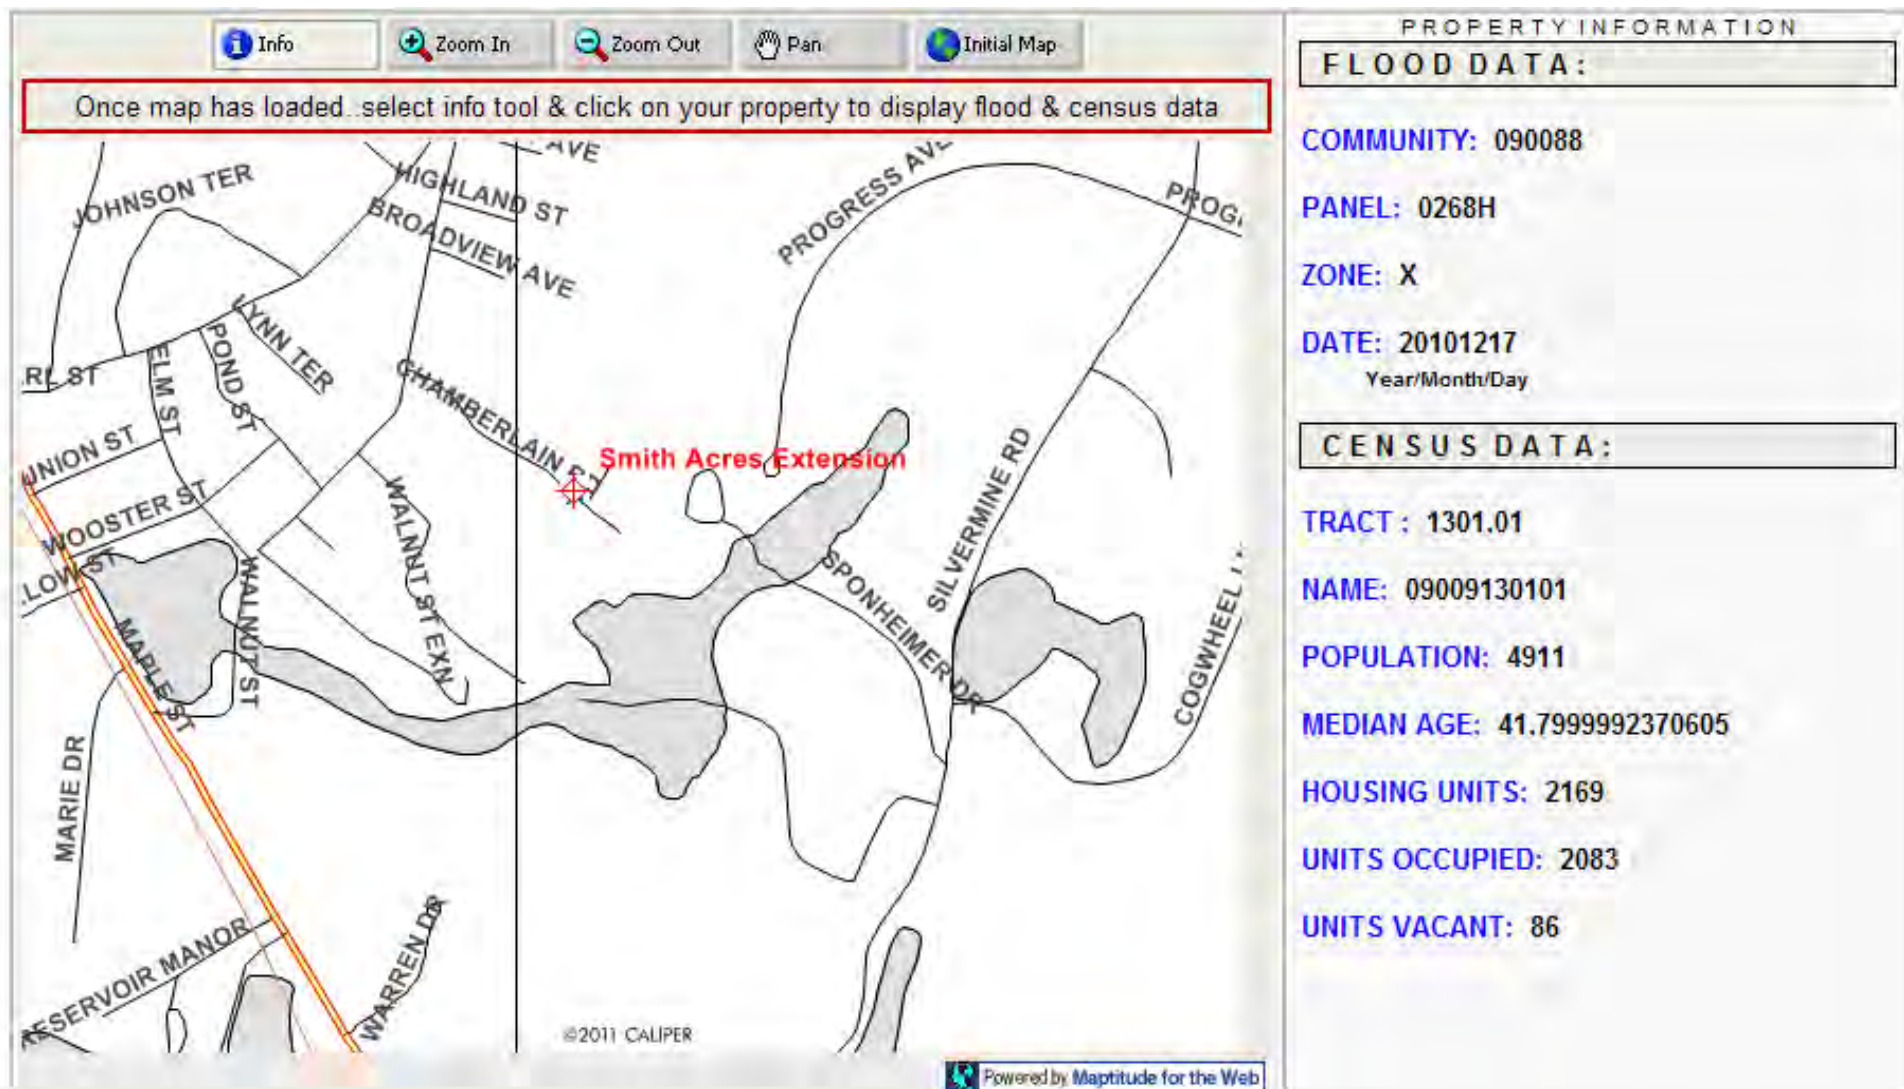 Info
Zoom In
Zoom Out
Pan
Initial Map
Once map has loaded..select info tool & click on your property to display flood & census data
AVE
JOHNSON TER
HIGHLAND ST
BROADVIEW AVE
PROGRESS AVE
LYNN TER
POND ST
ELM ST
ST
CHAMBERLAIN
UNION ST
Smith Acres Extension
WOOSTER ST
WALNUT ST EXN
SILVERMINE RD
ST
WALNUT ST
SPONHEIMER DR
COGWHEEL
MAPLE ST
MARIE DR
WARREN DR
RESERVOIR MANOR
©2011 CALIPER
Powered by Maptitude for the Web
PROPERTY INFORMATION
FLOOD DATA:
COMMUNITY: 090088
PANEL: 0268H
ZONE: X
DATE: 20101217
Year/Month/Day
CENSUS DATA:
TRACT : 1301.01
NAME: 09009130101
POPULATION: 4911
MEDIAN AGE: 41.7999992370605
HOUSING UNITS: 2169
UNITS OCCUPIED: 2083
UNITS VACANT: 86